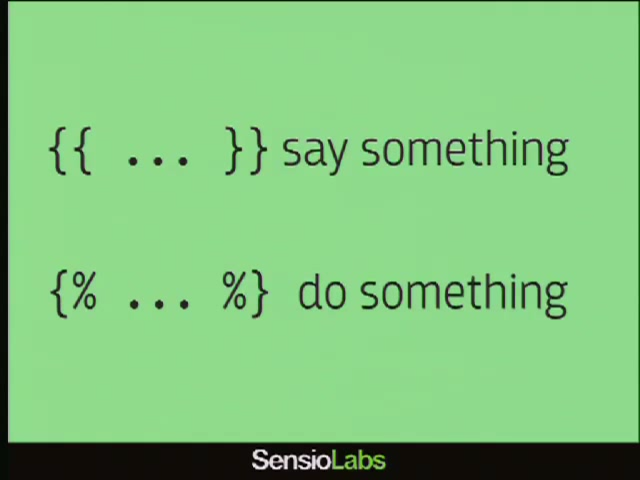 {{ ... }} say something
{% ... %} do something
SensioLabs